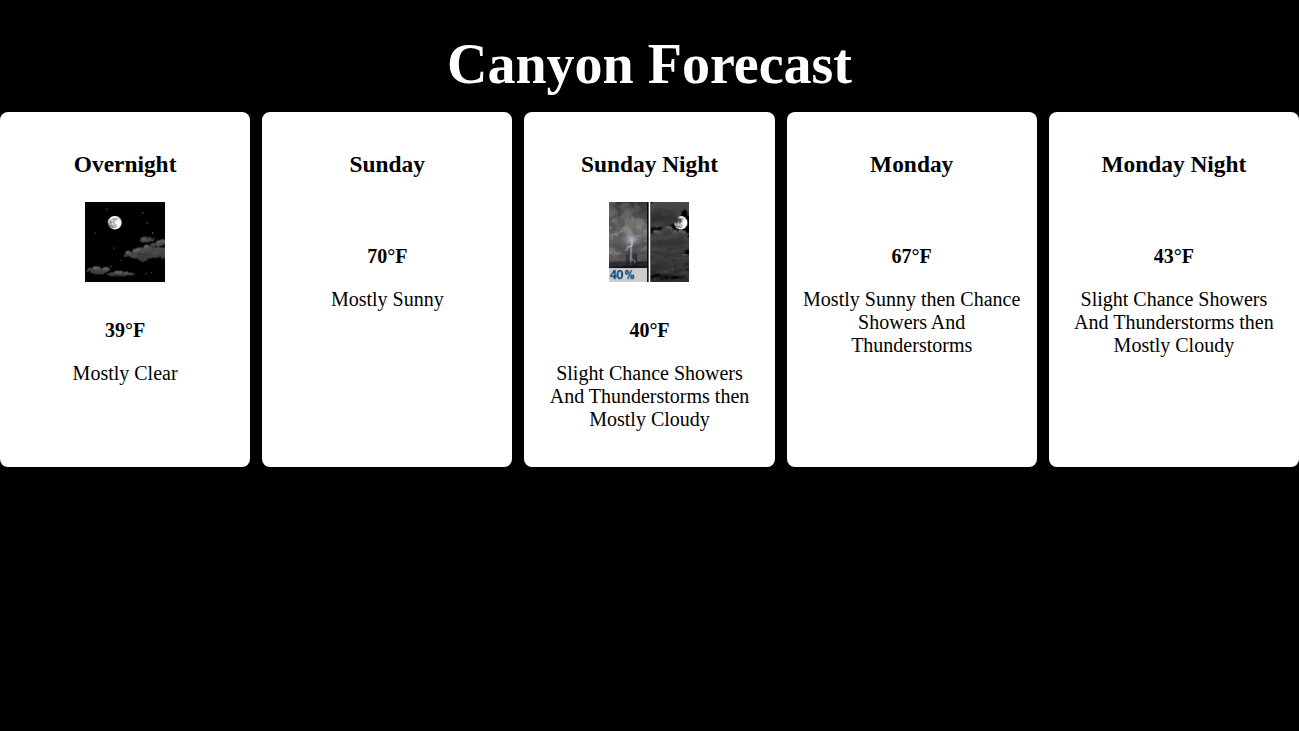 Canyon Forecast
Overnight
39°F
Mostly Clear
Sunday
70°F
Mostly Sunny
Sunday Night
40%
40°F
Slight Chance Showers
And Thunderstorms then
Mostly Cloudy
Monday
67°F
Mostly Sunny then Chance
Showers And
Thunderstorms
Monday Night
43°F
Slight Chance Showers
And Thunderstorms then
Mostly Cloudy